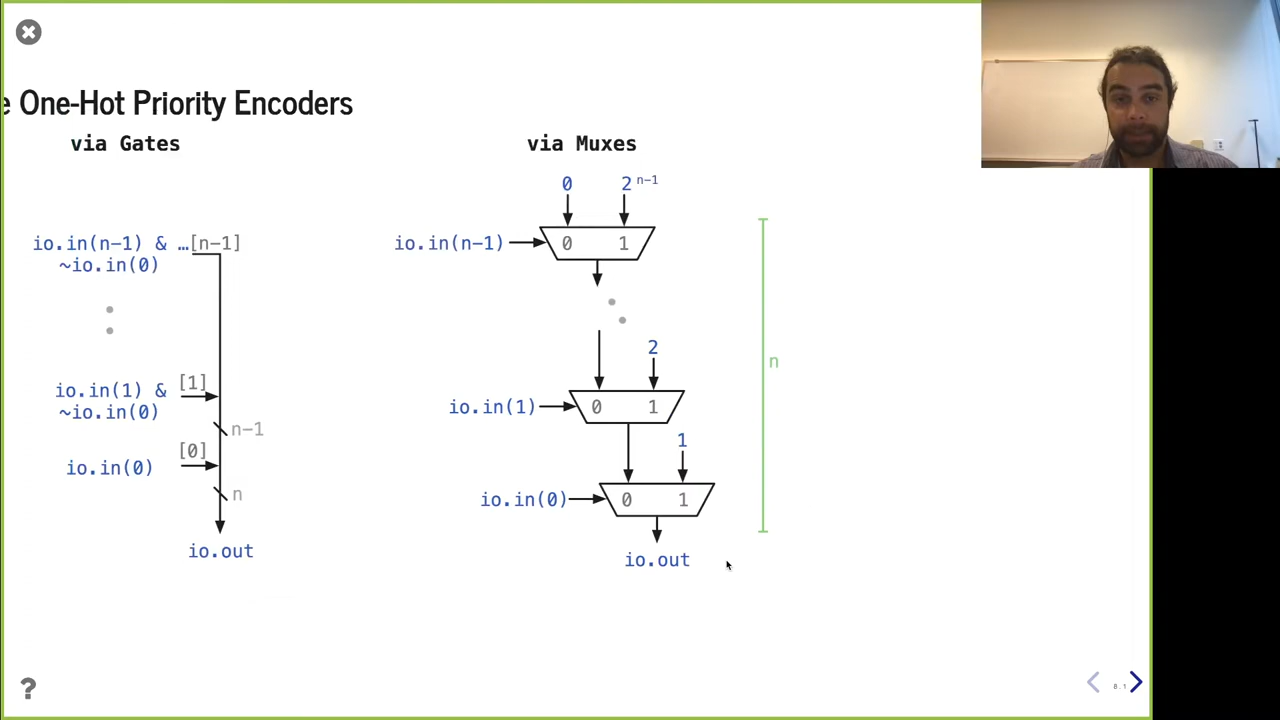 e One-Hot Priority Encoders
via Gates
via Muxes
0
2 n-1
io.in(n-1) & …[n-1]
~io.in(0)
io.in(n-1)
0
1
2
n
io.in(1) &
[1]
~io.in(0)
io.in(1)
0
1
n-1
1
[0]
io.in(0)
n
io.in(0)
0
1
io.out
io.out
?
8.1